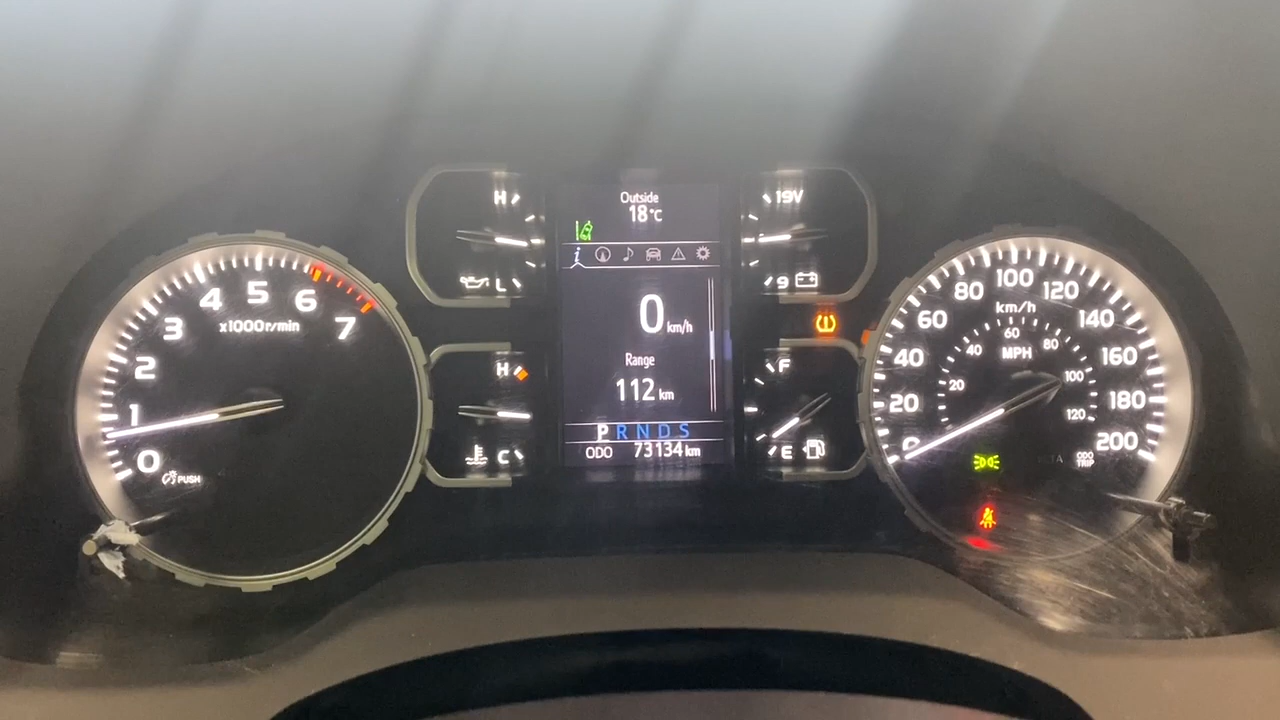 Outside
18°C
0 km/h
Range
112 km
P R N D S
ODO 73134 km
H
L
H
C
19V
9
F
E
0 1 2 3 4 5 6 7
x1000r/min
PUSH
0 20 40 60 80 100 120 140 160 180 200
km/h
20 40 60 80 100 120
MPH
ODO
TRIP